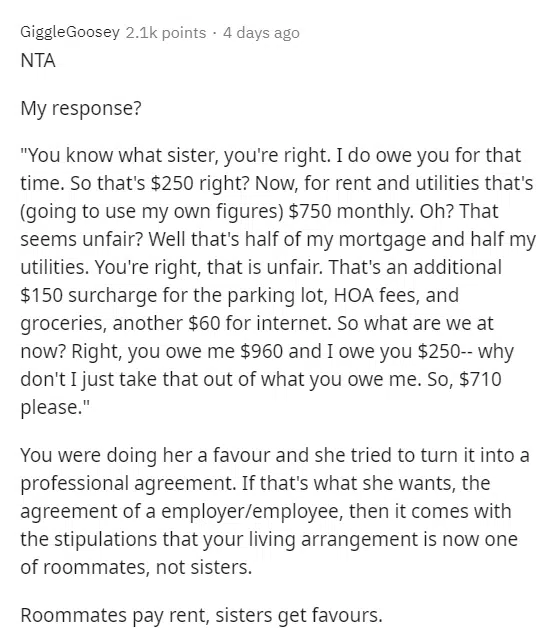 GiggleGoosey 2.1k points · 4 days ago
NTA
My response?
"You know what sister, you're right. I do owe you for that
time. So that's $250 right? Now, for rent and utilities that's
(going to use my own figures) $750 monthly. Oh? That
seems unfair? Well that's half of my mortgage and half my
utilities. You're right, that is unfair. That's an additional
$150 surcharge for the parking lot, HOA fees, and
groceries, another $60 for internet. So what are we at
now? Right, you owe me $960 and I owe you $250-- why
don't I just take that out of what you owe me. So, $710
please."
You were doing her a favour and she tried to turn it into a
professional agreement. If that's what she wants, the
agreement of a employer/employee, then it comes with
the stipulations that your living arrangement is now one
of roommates, not sisters.
Roommates pay rent, sisters get favours.